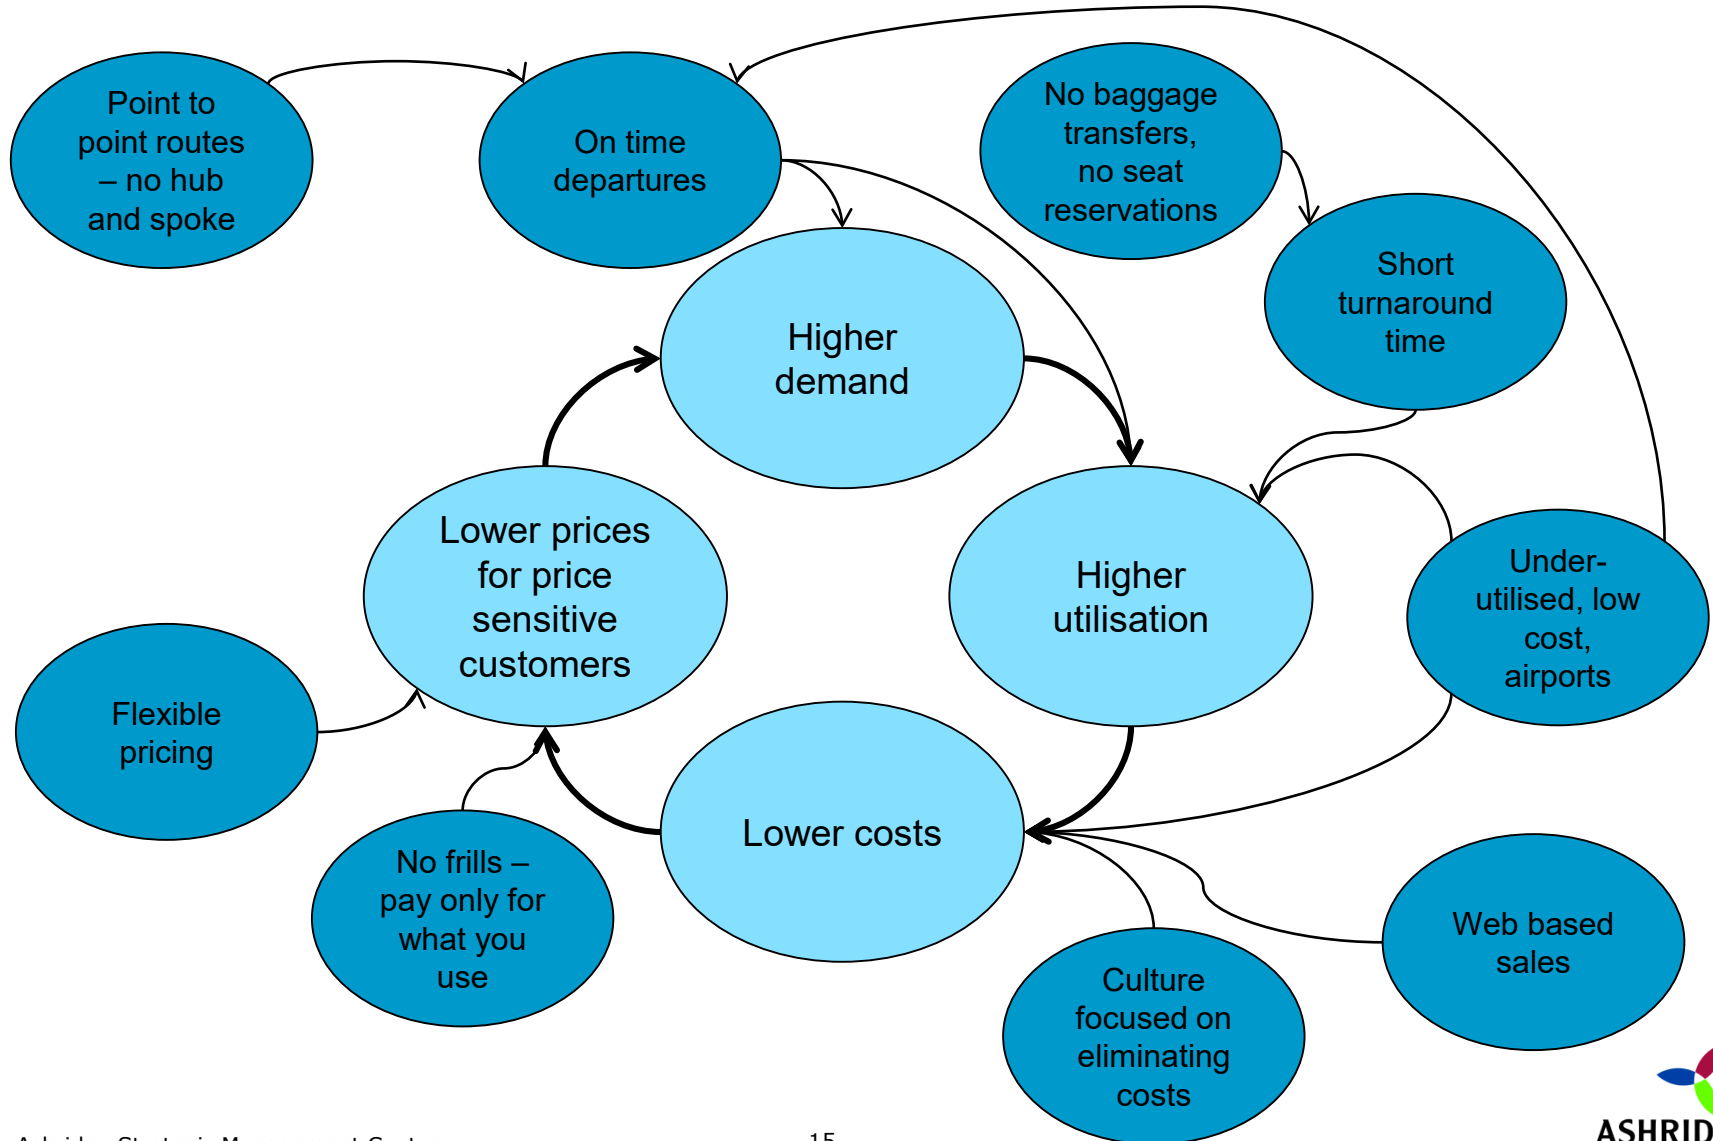 Point to
point routes
– no hub
and spoke
On time
departures
No baggage
transfers,
no seat
reservations
Short
turnaround
time
Higher
demand
Lower prices
for price
sensitive
customers
Higher
utilisation
Under-
utilised, low
cost,
airports
Flexible
pricing
Lower costs
No frills –
pay only for
what you
use
Web based
sales
Culture
focused on
eliminating
costs
15
ASHRID